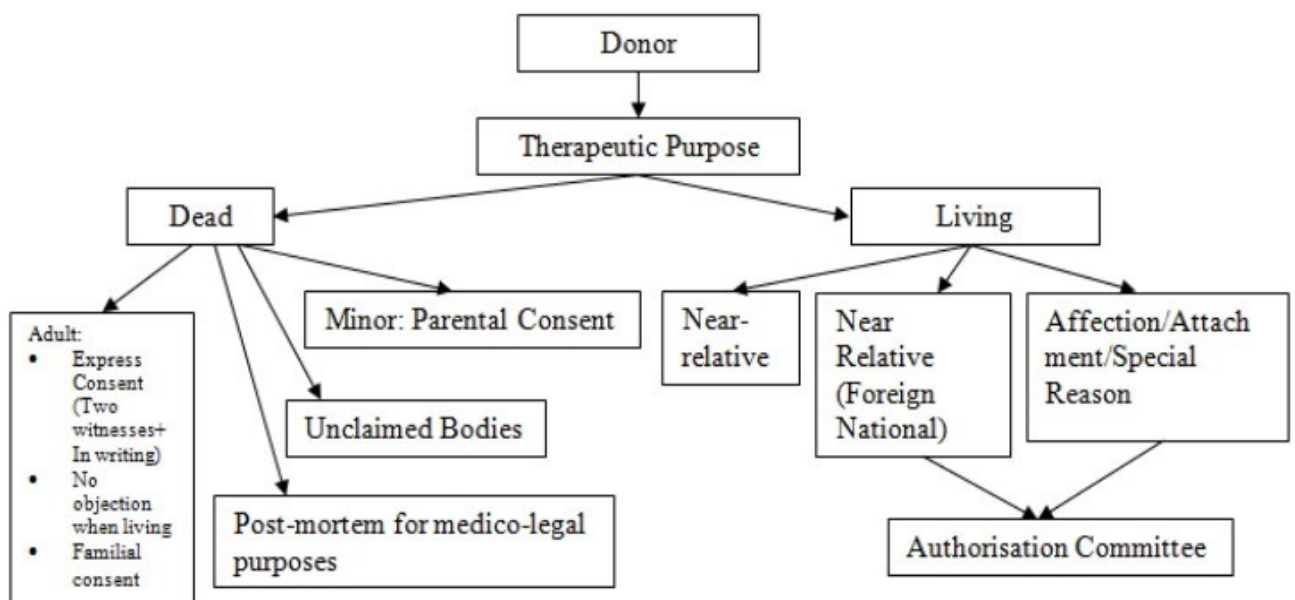 Donor
Therapeutic Purpose
Dead
Living
Adult:
• Express
Consent
(Two
witnesses+
In writing)
• No
objection
when living
• Familial
consent
Minor: Parental Consent
Unclaimed Bodies
Post-mortem for medico-legal
purposes
Near-
relative
Near
Relative
(Foreign
National)
Affection/Attach
ment/Special
Reason
Authorisation Committee